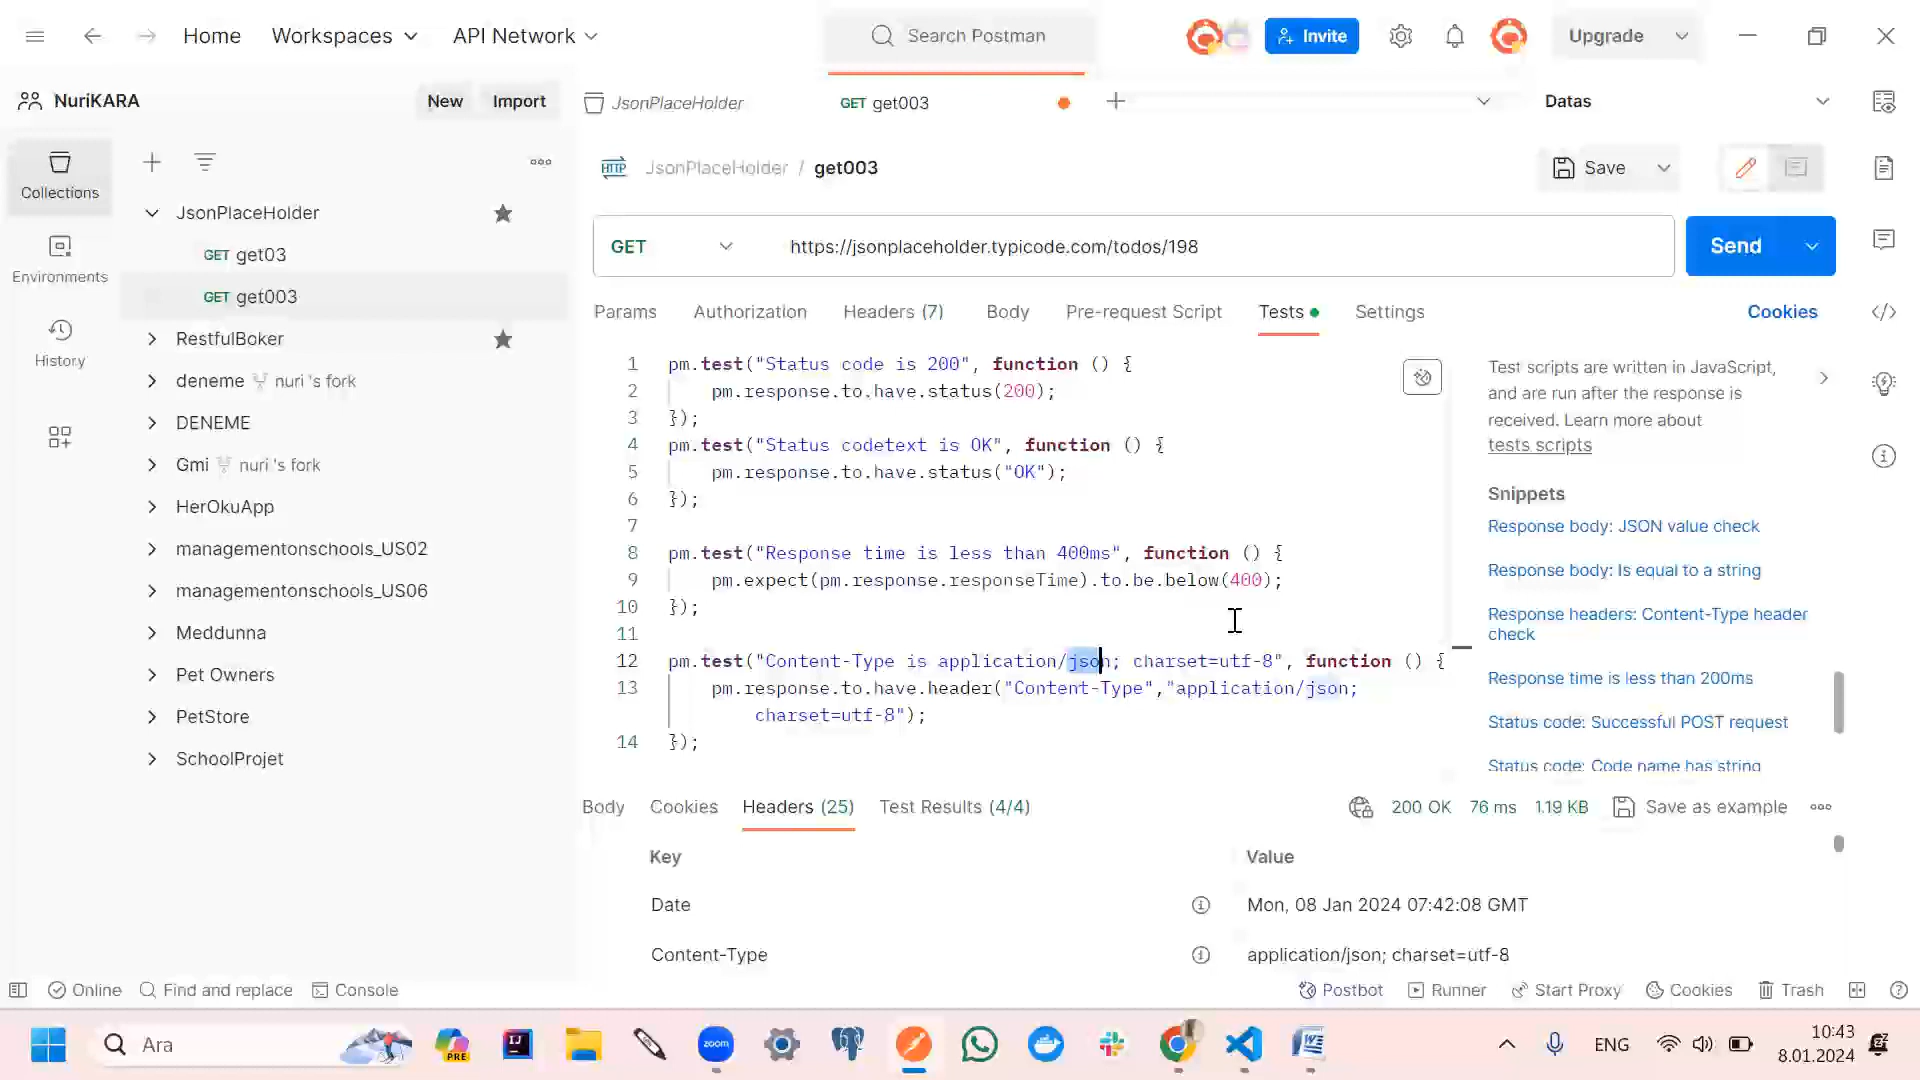 Home
Workspaces
API Network
Search Postman
Invite
Upgrade
NuriKARA
New
Import
JsonPlaceHolder
GET get003
Datas
Collections
Environments
History
JsonPlaceHolder
GET get03
GET get003
RestfulBoker
deneme nuri 's fork
DENEME
Gmi nuri 's fork
HerOkuApp
managementonschools_US02
managementonschools_US06
Meddunna
Pet Owners
PetStore
SchoolProjet
HTTP JsonPlaceHolder / get003
Save
GET
https://jsonplaceholder.typicode.com/todos/198
Send
Params
Authorization
Headers (7)
Body
Pre-request Script
Tests
Settings
Cookies
1 pm.test("Status code is 200", function () {
2 pm.response.to.have.status(200);
3 });
4 pm.test("Status codetext is OK", function () {
5 pm.response.to.have.status("OK");
6 });
7
8 pm.test("Response time is less than 400ms", function () {
9 pm.expect(pm.response.responseTime).to.be.below(400);
10 });
11
12 pm.test("Content-Type is application/json; charset=utf-8", function () {
13 pm.response.to.have.header("Content-Type","application/json;
charset=utf-8");
14 });
Test scripts are written in JavaScript,
and are run after the response is
received. Learn more about
tests scripts
Snippets
Response body: JSON value check
Response body: Is equal to a string
Response headers: Content-Type header
check
Response time is less than 200ms
Status code: Successful POST request
Status code: Code name has string
Body
Cookies
Headers (25)
Test Results (4/4)
200 OK
76 ms
1.19 KB
Save as example
Key
Value
Date
Mon, 08 Jan 2024 07:42:08 GMT
Content-Type
application/json; charset=utf-8
Online
Find and replace
Console
Postbot
Runner
Start Proxy
Cookies
Trash
Ara
PRE
IJ
zoom
ENG
10:43
8.01.2024